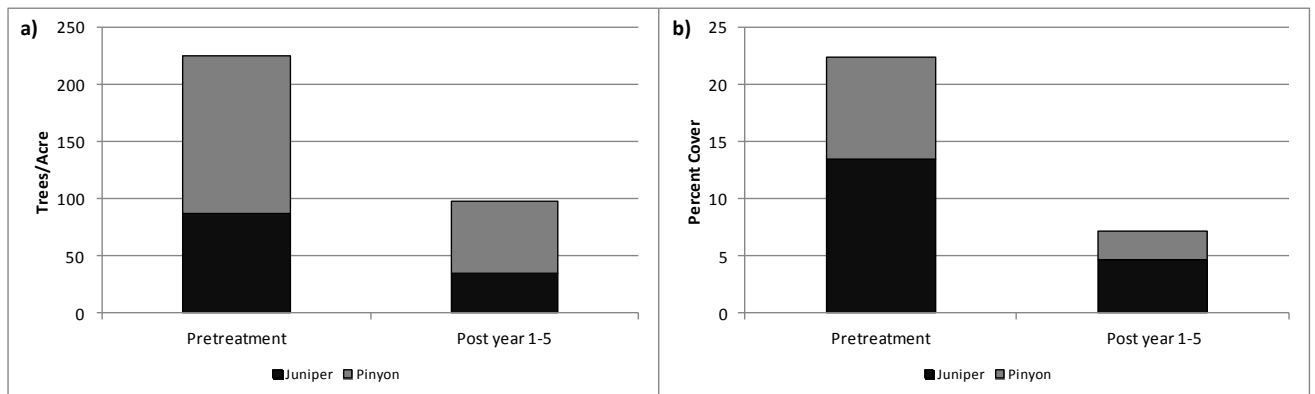 a)
250
200
150
100
50
0
Trees/Acre
Pretreatment
Post year 1-5
Juniper Pinyon
b)
25
20
15
10
5
0
Percent Cover
Pretreatment
Post year 1-5
Juniper Pinyon